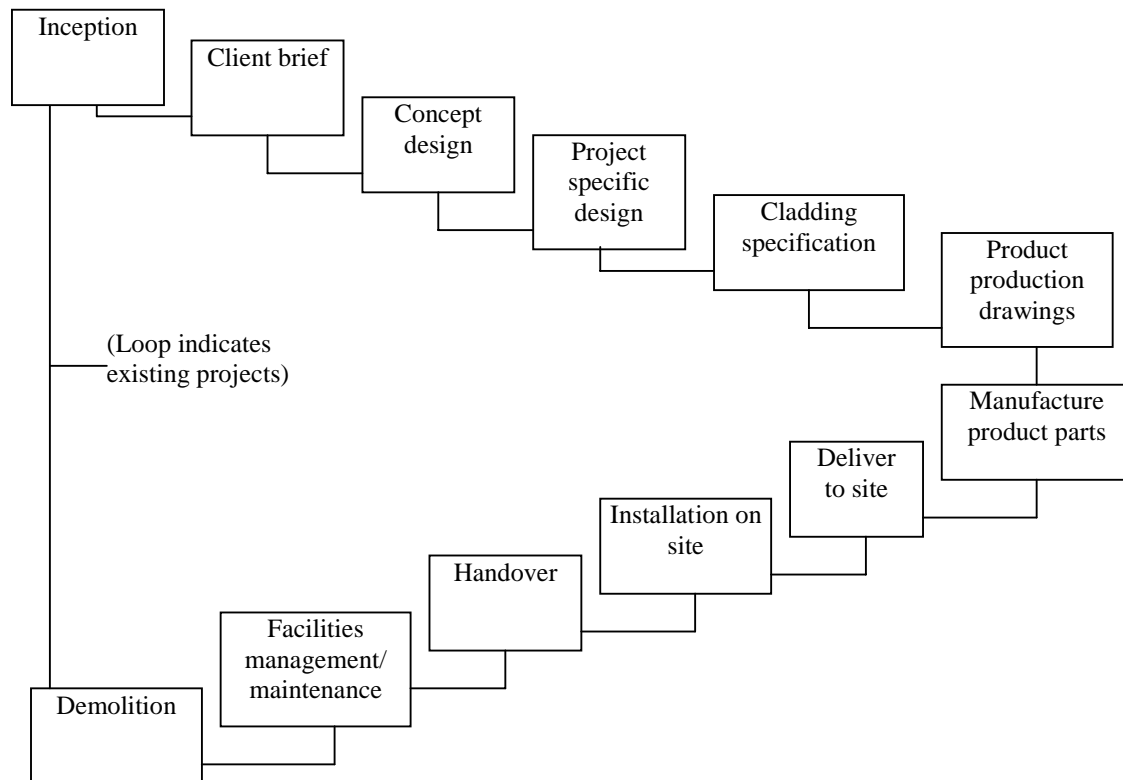 Inception
Client brief
Concept
design
Project
specific
design
Cladding
specification
Product
production
drawings
(Loop indicates
existing projects)
Manufacture
product parts
Deliver
to site
Installation on
site
Handover
Facilities
management/
maintenance
Demolition